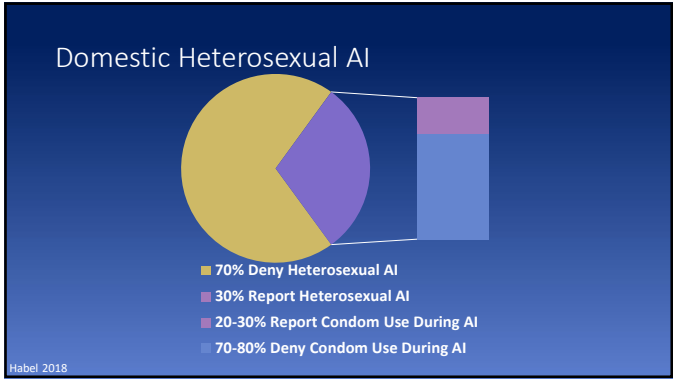 Domestic Heterosexual AI
70% Deny Heterosexual AI
30% Report Heterosexual AI
20-30% Report Condom Use During AI
70-80% Deny Condom Use During AI
Habel 2018